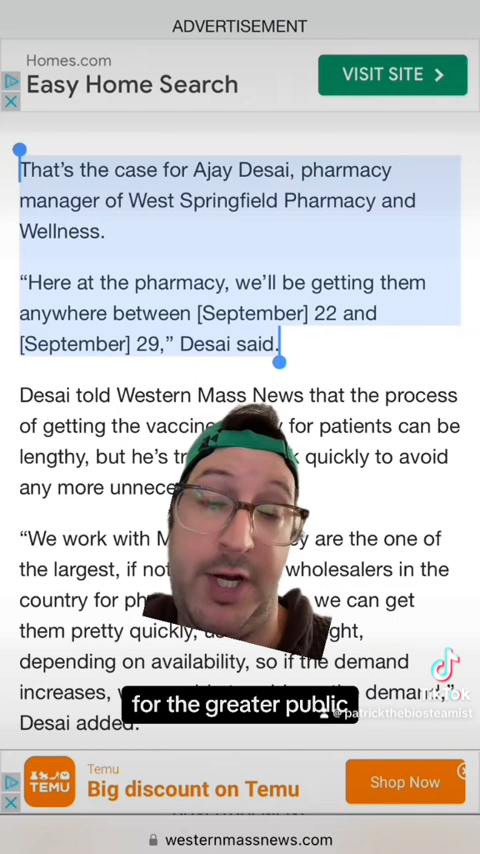 ADVERTISEMENT
Homes.com
Easy Home Search
VISIT SITE
That's the case for Ajay Desai, pharmacy
manager of West Springfield Pharmacy and
Wellness.
“Here at the pharmacy, we'll be getting them
anywhere between [September] 22 and
[September] 29,” Desai said.
Desai told Western Mass News that the process
of getting the vaccine for patients can be
lengthy, but he's quickly to avoid
any more
“We work with are the one of
the largest, if not wholesalers in the
country for we can get
them pretty quickly,
depending on availability, so if the demand
increases,
Desai added.
for the greater public
TikTok
@patrickthebiosteamist
TEMU
Temu
Big discount on Temu
Shop Now
westernmassnews.com